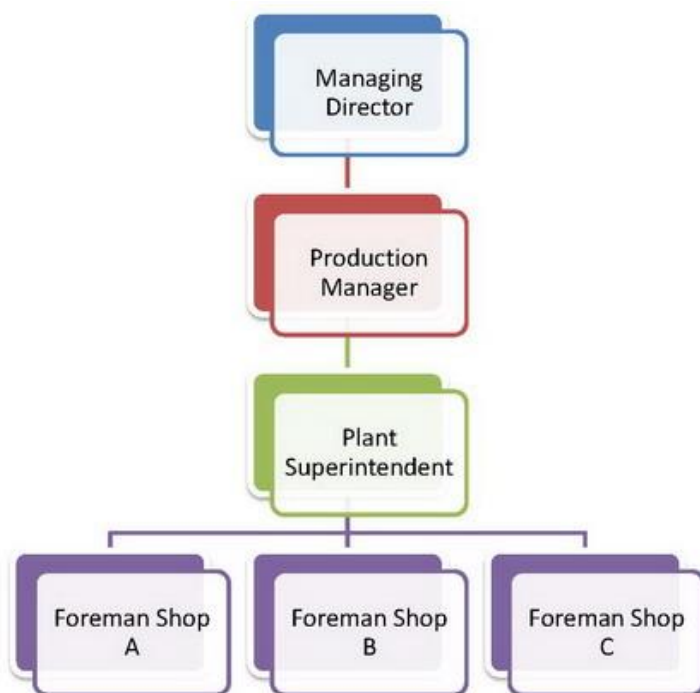 Managing
Director
Production
Manager
Plant
Superintendent
Foreman Shop
A
Foreman Shop
B
Foreman Shop
C